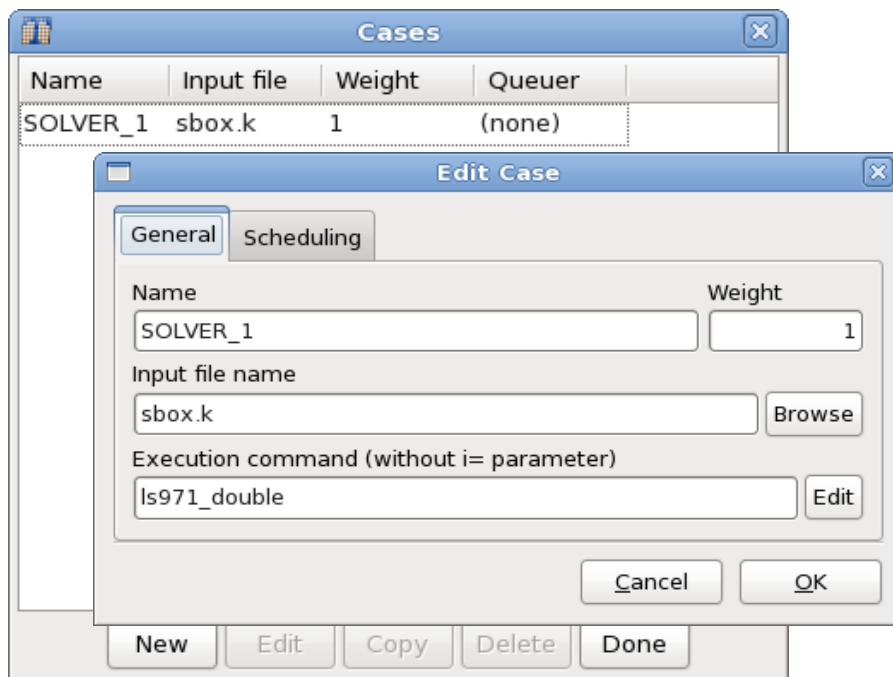 Cases
Name Input file Weight Queuer
SOLVER_1 sbox.k 1 (none)
Edit Case
General Scheduling
Name Weight
SOLVER_1 1
Input file name
sbox.k Browse
Execution command (without i= parameter)
ls971_double Edit
Cancel OK
New Edit Copy Delete Done